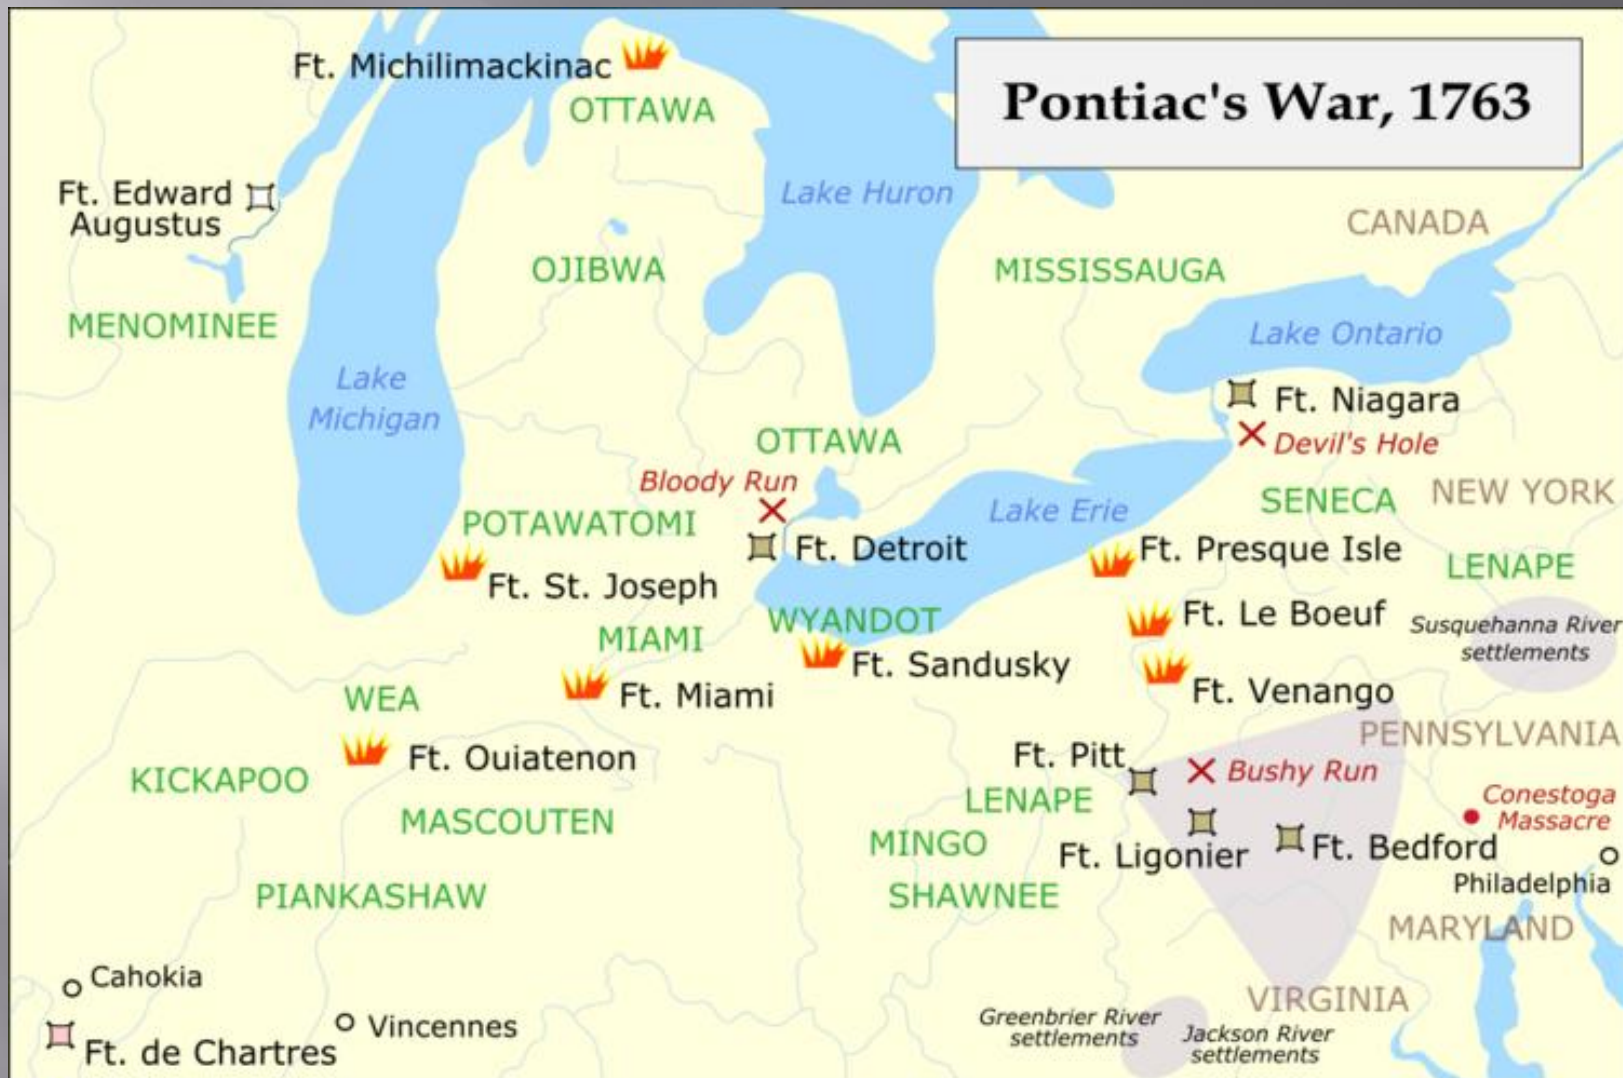 Pontiac's War, 1763
Ft. Michilimackinac
OTTAWA
Ft. Edward
Augustus
Lake Huron
CANADA
OJIBWA
MISSISSAUGA
MENOMINEE
Lake Ontario
Lake
Michigan
Ft. Niagara
OTTAWA
Devil's Hole
Bloody Run
NEW YORK
SENECA
Lake Erie
POTAWATOMI
Ft. Detroit
Ft. Presque Isle
LENAPE
Ft. St. Joseph
Ft. Le Boeuf
WYANDOT
Susquehanna River
settlements
MIAMI
Ft. Sandusky
Ft. Venango
Ft. Miami
WEA
PENNSYLVANIA
Ft. Ouiatenon
Ft. Pitt
Bushy Run
KICKAPOO
LENAPE
Conestoga
Massacre
MASCOUTEN
MINGO
Ft. Ligonier
Ft. Bedford
Philadelphia
PIANKASHAW
SHAWNEE
MARYLAND
Cahokia
VIRGINIA
Greenbrier River
settlements
Vincennes
Jackson River
settlements
Ft. de Chartres